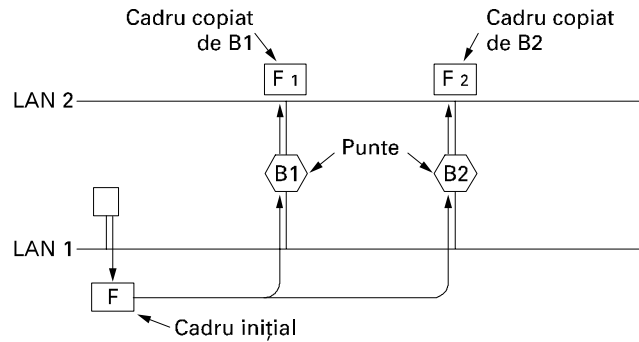 Cadru copiat
de B1
Cadru copiat
de B2
F 1
F 2
LAN 2
Punte
B1
B2
LAN 1
F
Cadru inițial